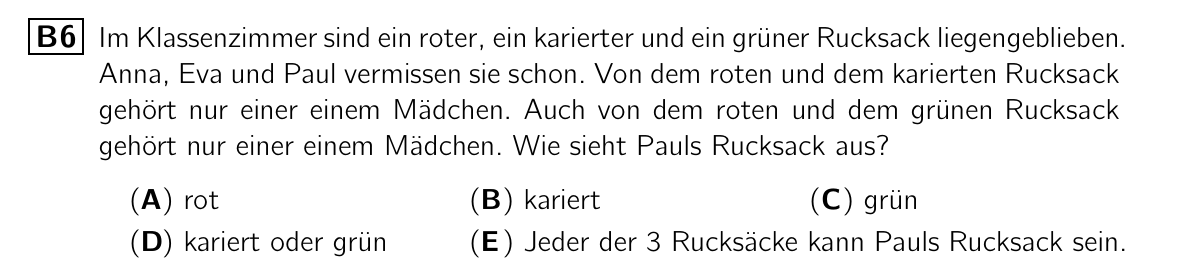 B6 Im Klassenzimmer sind ein roter, ein karierter und ein grüner Rucksack liegengeblieben.
Anna, Eva und Paul vermissen sie schon. Von dem roten und dem karierten Rucksack
gehört nur einer einem Mädchen. Auch von dem roten und dem grünen Rucksack
gehört nur einer einem Mädchen. Wie sieht Pauls Rucksack aus?
(A) rot (B) kariert (C) grün
(D) kariert oder grün (E) Jeder der 3 Rucksäcke kann Pauls Rucksack sein.